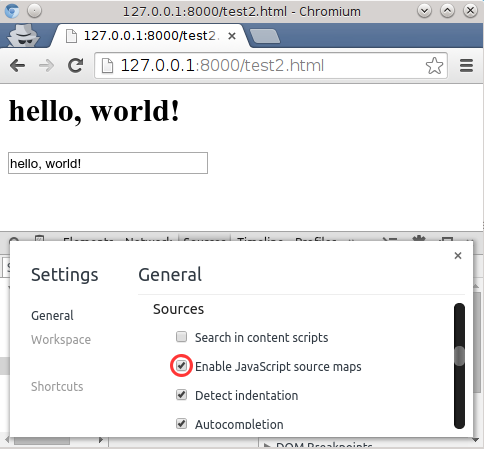 127.0.0.1:8000/test2.html - Chromium
127.0.0.1:8000/test2.
127.0.0.1:8000/test2.html
hello, world!
hello, world!
Elements Network Sources Timeline Profiles »
Settings
General
×
General
Workspace
Shortcuts
Sources
Search in content scripts
Enable JavaScript source maps
Detect indentation
Autocompletion
DOM Breakpoints